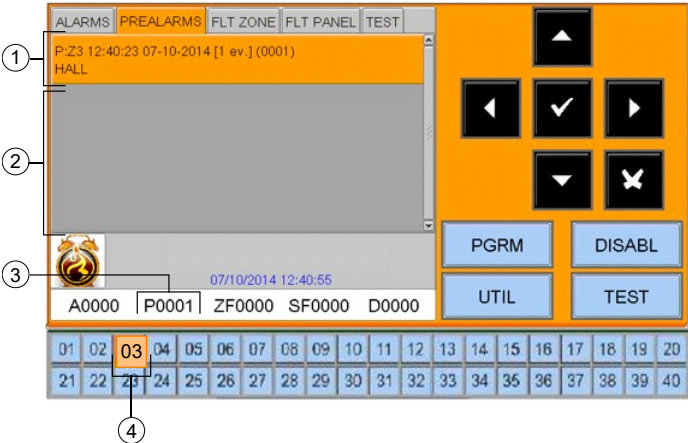 ALARMS PREALARMS FLT ZONE FLT PANEL TEST
P:Z3 12:40:23 07-10-2014 [1 ev.] (0001)
HALL
1
2
PGRM DISABL
3
07/10/2014 12:40:55
UTIL TEST
A0000 P0001 ZF0000 SF0000 D0000
01 02 03 04 05 06 07 08 09 10 11 12 13 14 15 16 17 18 19 20
21 22 23 24 25 26 27 28 29 30 31 32 33 34 35 36 37 38 39 40
4